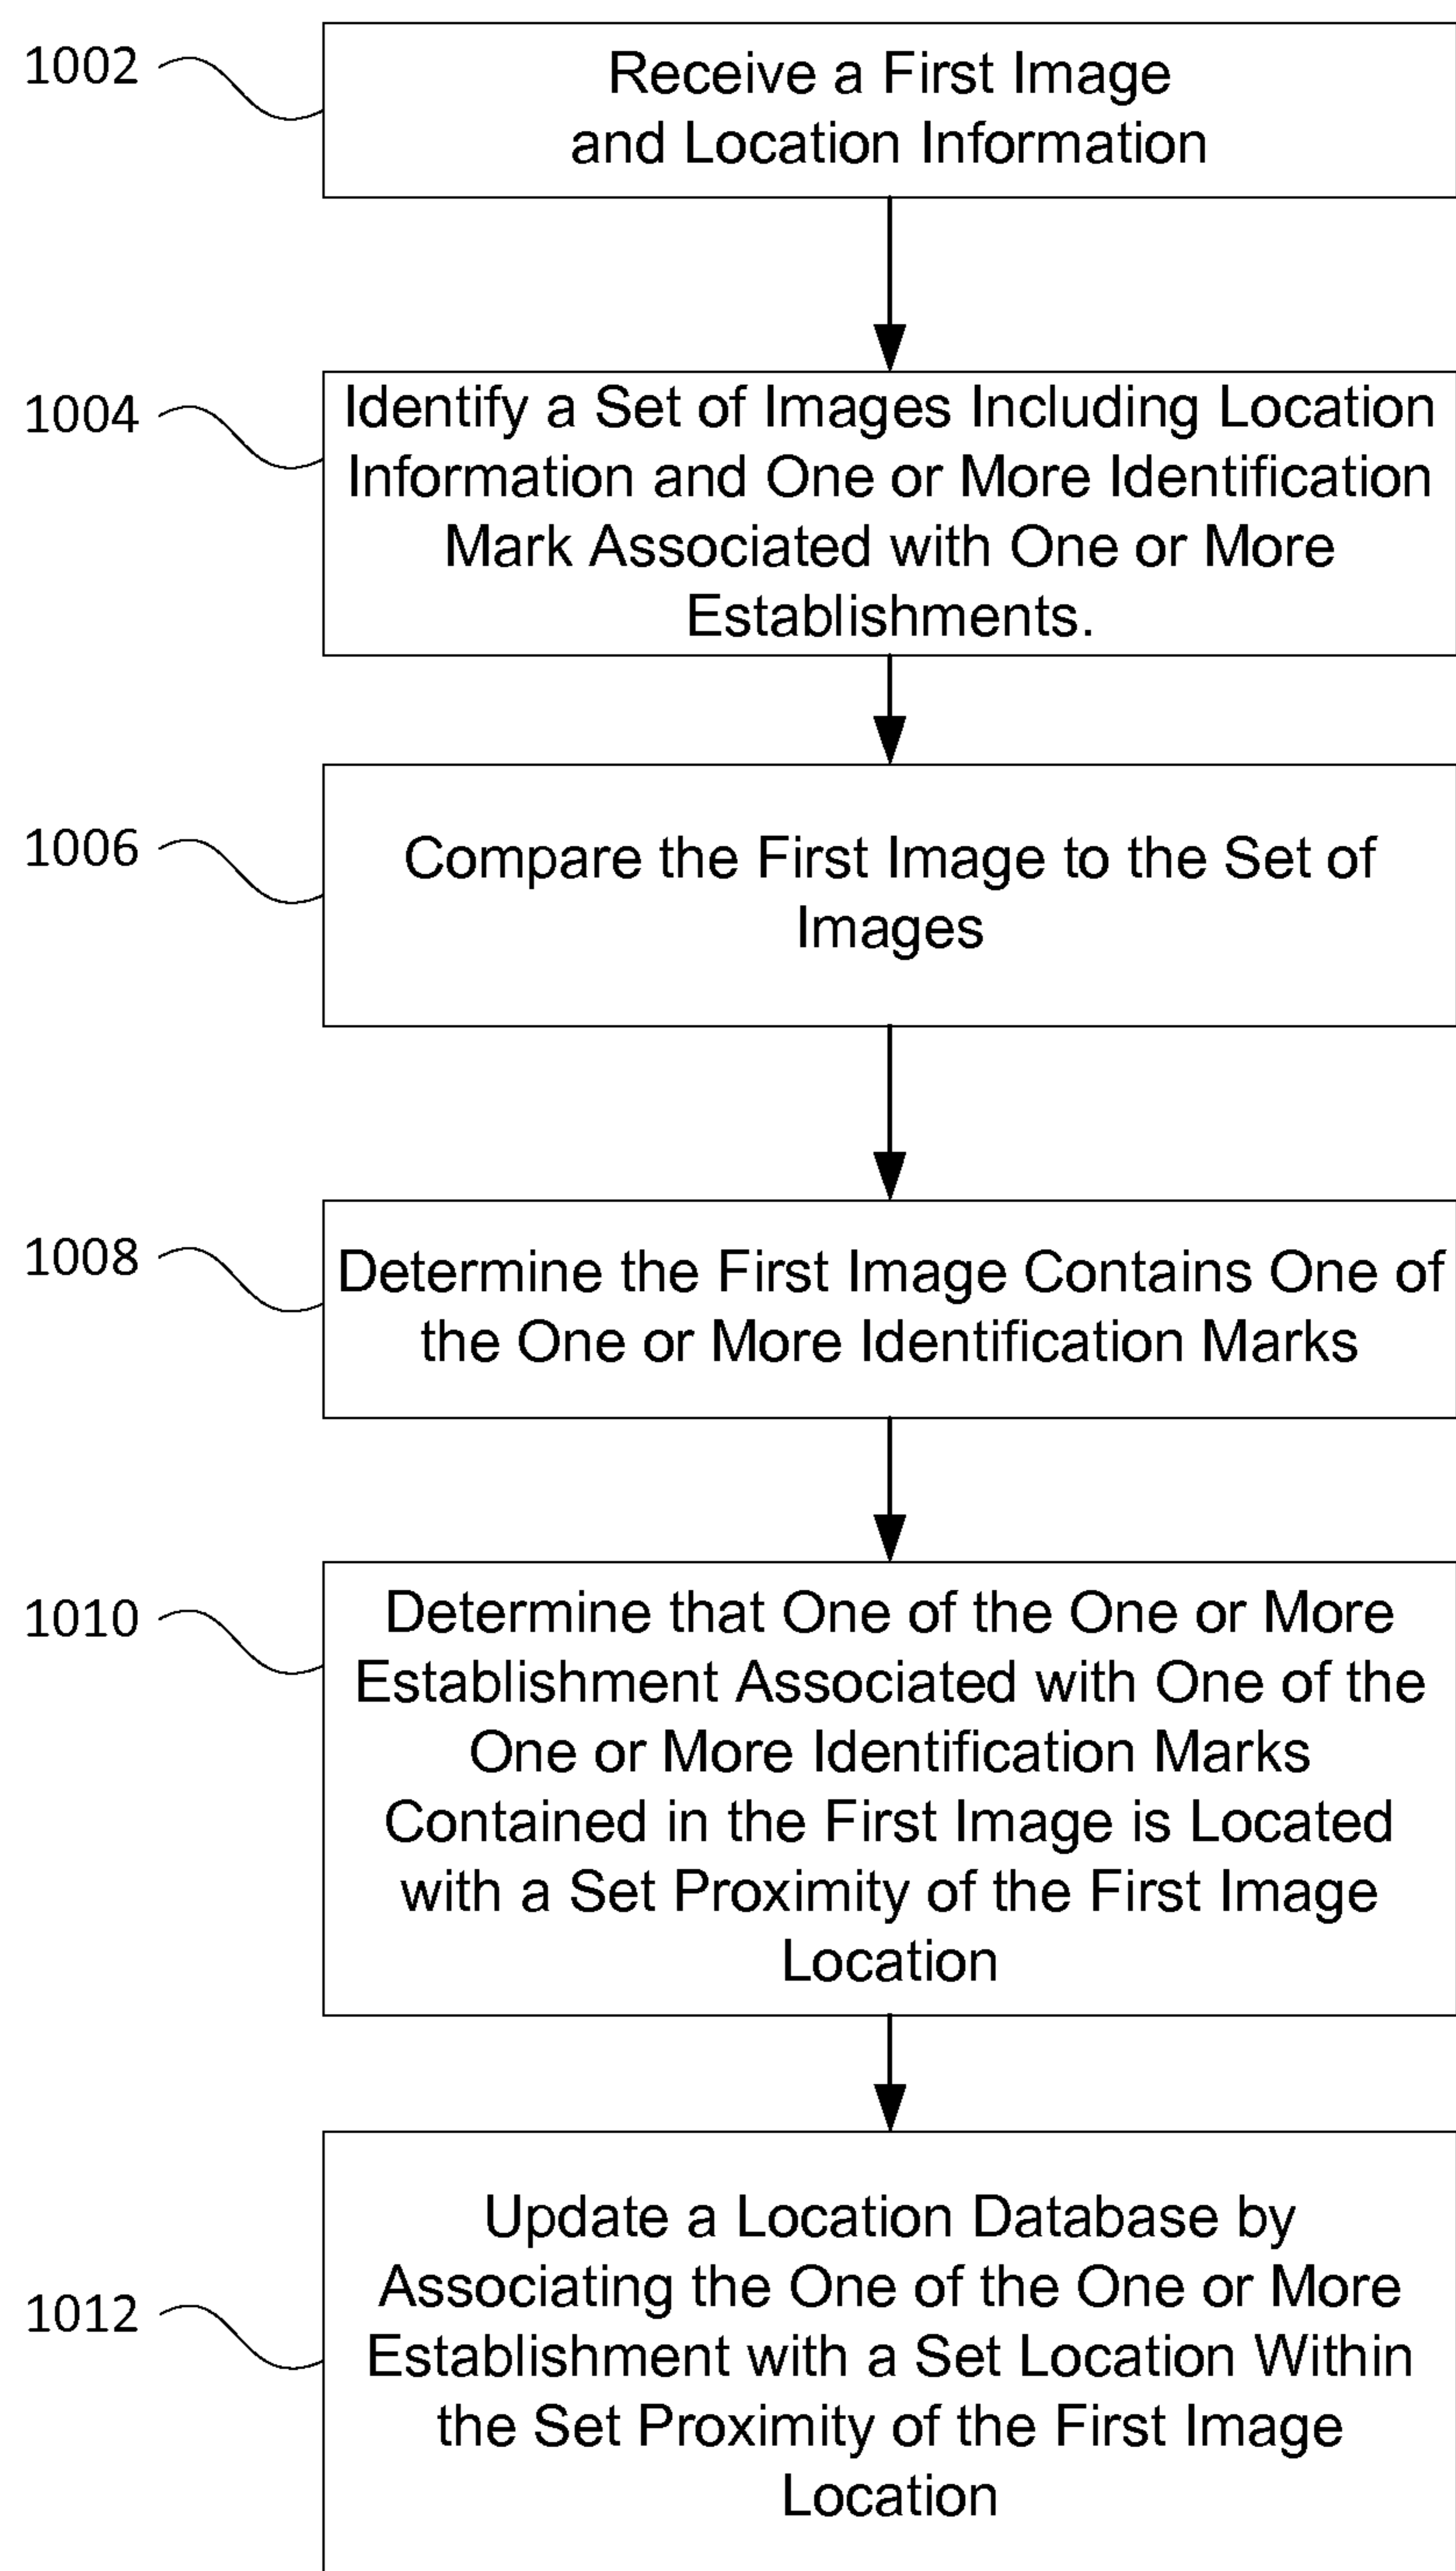 1002
Receive a First Image
and Location Information
1004
Identify a Set of Images Including Location
Information and One or More Identification
Mark Associated with One or More
Establishments.
1006
Compare the First Image to the Set of
Images
1008
Determine the First Image Contains One of
the One or More Identification Marks
1010
Determine that One of the One or More
Establishment Associated with One of the
One or More Identification Marks
Contained in the First Image is Located
with a Set Proximity of the First Image
Location
1012
Update a Location Database by
Associating the One of the One or More
Establishment with a Set Location Within
the Set Proximity of the First Image
Location